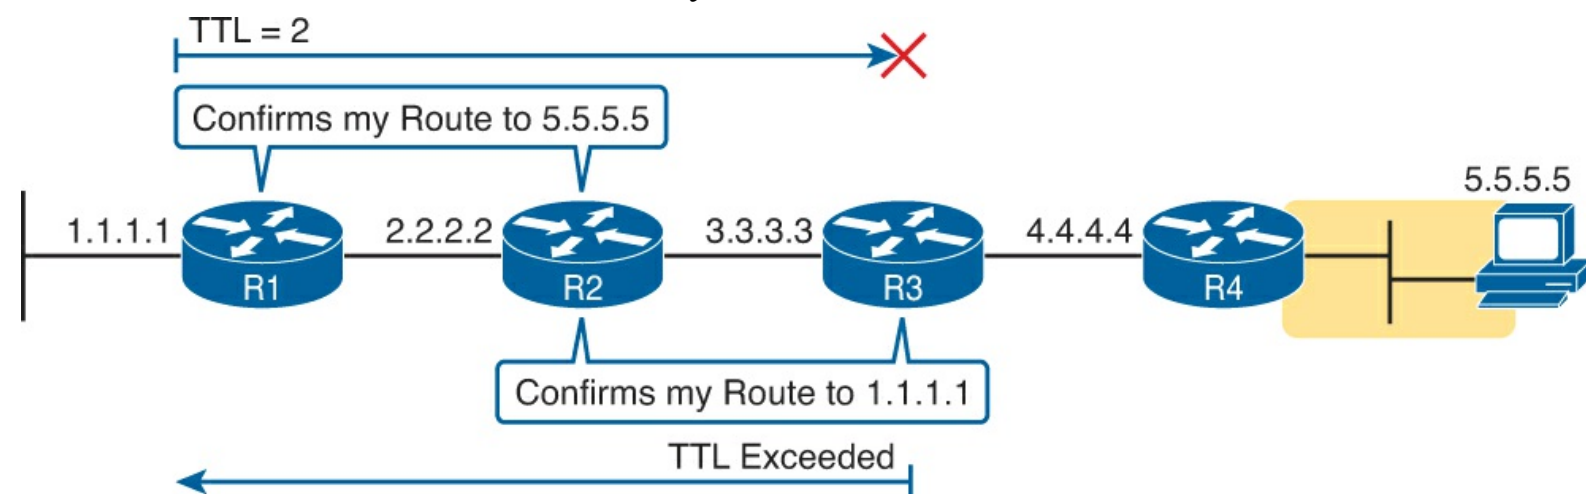 TTL = 2
Confirms my Route to 5.5.5.5
5.5.5.5
1.1.1.1
2.2.2.2
3.3.3.3
4.4.4.4
R1
R2
R3
R4
Confirms my Route to 1.1.1.1
TTL Exceeded